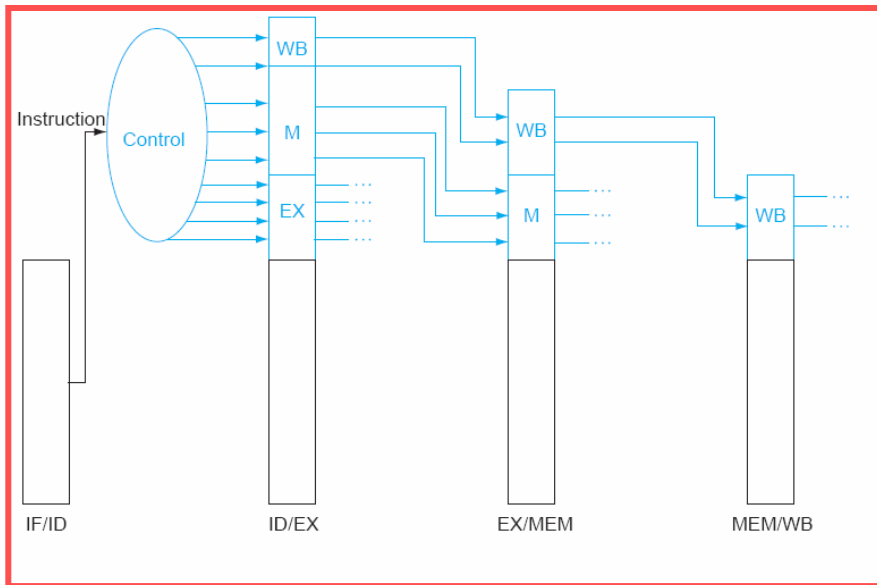 WB
Instruction
Control
M
EX
...
...
...
...
WB
M
...
...
...
WB
...
...
IF/ID
ID/EX
EX/MEM
MEM/WB